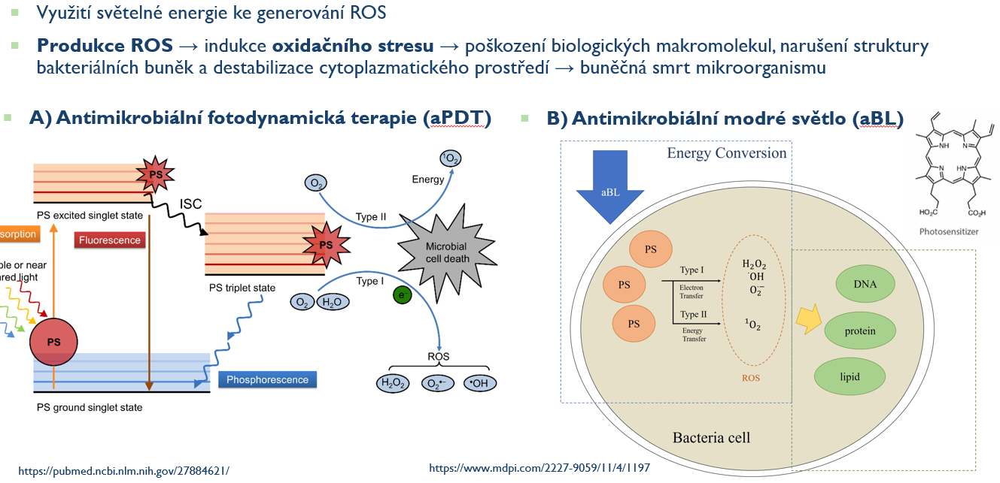 Využití světelné energie ke generování ROS
Produkce ROS → indukce oxidačního stresu → poškození biologických makromolekul, narušení struktury
bakteriálních buněk a destabilizace cytoplazmatického prostředí → buněčná smrt mikroorganismu
A) Antimikrobiální fotodynamická terapie (aPDT)
PS
ISC
PS excited singlet state
sorption
Fluorescence
ble or near
ared light
PS
PS ground singlet state
PS
PS triplet state
Phosphorescence
O₂
¹O₂
Energy
Type II
Microbial
cell death
Type I
O₂
H₂O
e⁻
ROS
H₂O₂
O₂•⁻
•OH
https://pubmed.ncbi.nlm.nih.gov/27884621/
B) Antimikrobiální modré světlo (aBL)
Energy Conversion
aBL
PS
PS
PS
Type I
Electron
Transfer
Type II
Energy
Transfer
H₂O₂
˙OH
O₂˙⁻
¹O₂
ROS
DNA
protein
lipid
Bacteria cell
NH
N
N
HN
HO₂C
CO₂H
Photosensitizer
https://www.mdpi.com/2227-9059/11/4/1197